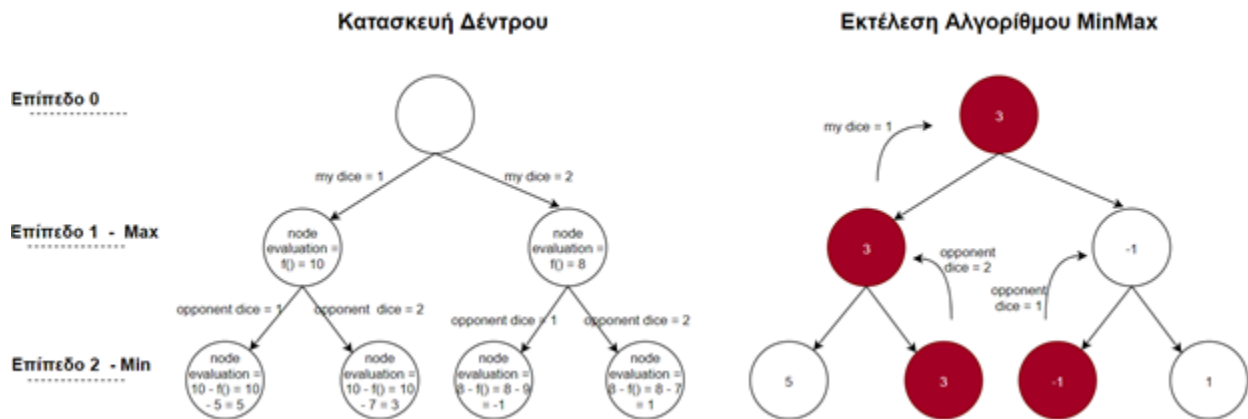 Κατασκευή Δέντρου
Εκτέλεση Αλγορίθμου MinMax
Επίπεδο 0
3
my dice = 1
my dice = 1
my dice = 2
Επίπεδο 1 - Max
node
evaluation =
f() = 10
node
evaluation =
f() = 8
3
-1
opponent
dice = 2
opponent
dice = 1
opponent dice = 1
opponent dice = 2
opponent dice = 1
opponent dice = 2
Επίπεδο 2 - Min
node
evaluation =
10 - f() = 10
- 5 = 5
node
evaluation =
10 - f() = 10
- 7 = 3
node
evaluation =
8 - f() = 8 - 9
= -1
node
evaluation =
8 - f() = 8 - 7
= 1
5
3
-1
1